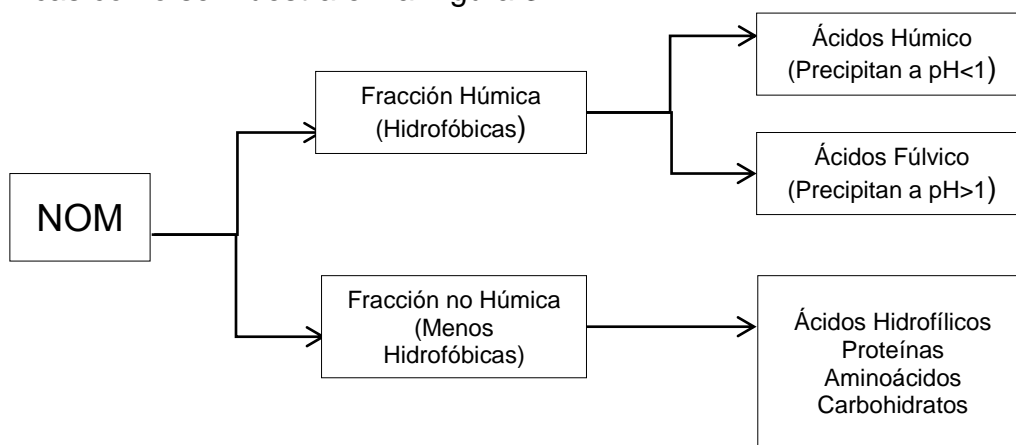 Ácidos Húmico
(Precipitan a pH<1)
Fracción Húmica
(Hidrofóbicas)
Ácidos Fúlvico
(Precipitan a pH>1)
NOM
Fracción no Húmica
(Menos
Hidrofóbicas)
Ácidos Hidrofílicos
Proteínas
Aminoácidos
Carbohidratos